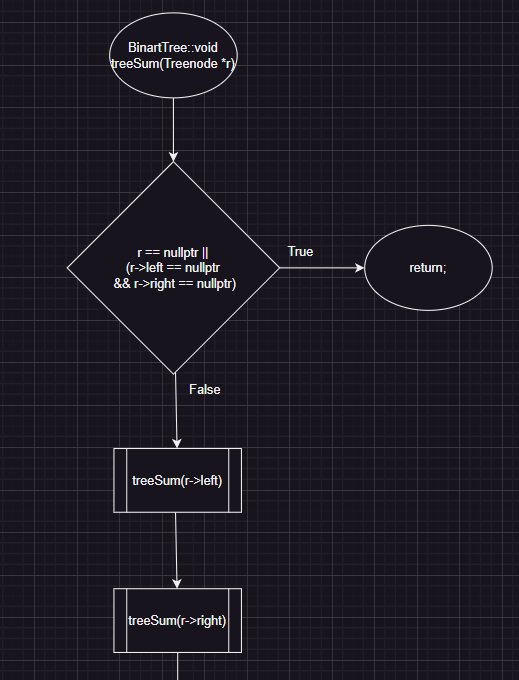 BinartTree::void
treeSum(Treenode *r)
r == nullptr ||
(r->left == nullptr
&& r->right == nullptr)
True
return;
False
treeSum(r->left)
treeSum(r->right)